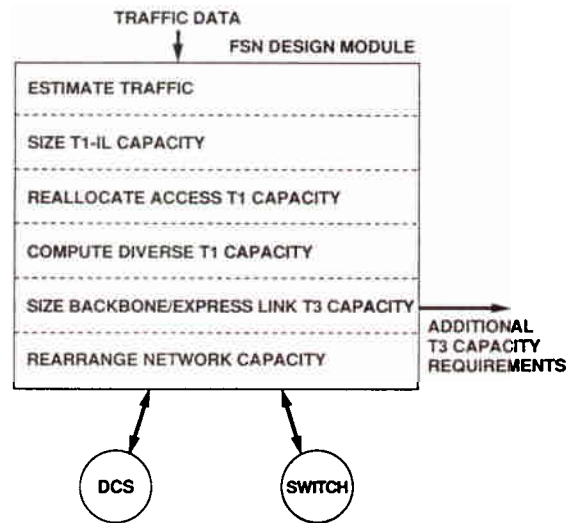 TRAFFIC DATA
FSN DESIGN MODULE
ESTIMATE TRAFFIC
SIZE T1-IL CAPACITY
REALLOCATE ACCESS T1 CAPACITY
COMPUTE DIVERSE T1 CAPACITY
SIZE BACKBONE/EXPRESS LINK T3 CAPACITY
ADDITIONAL
T3 CAPACITY
REQUIREMENTS
REARRANGE NETWORK CAPACITY
DCS
SWITCH